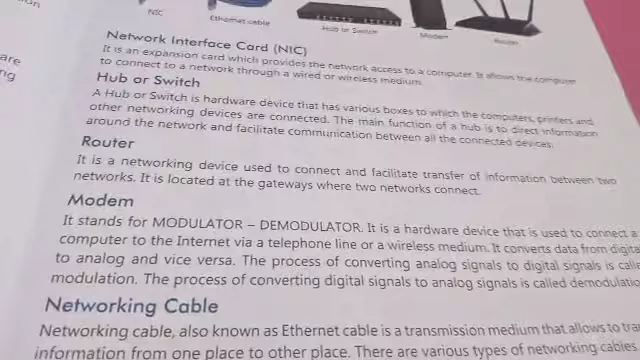 are
NIC
Ethernet cable
Hub or Switch
Modem
Router
Network Interface Card (NIC)
It is an expansion card which provides the network access to a computer. It allows the computer
to connect to a network through a wired or wireless medium.
Hub or Switch
A Hub or Switch is hardware device that has various boxes to which the computers, printers and
other networking devices are connected. The main function of a hub is to direct information
around the network and facilitate communication between all the connected devices.
Router
It is a networking device used to connect and facilitate transfer of information between two
networks. It is located at the gateways where two networks connect.
Modem
It stands for MODULATOR – DEMODULATOR. It is a hardware device that is used to connect a
computer to the Internet via a telephone line or a wireless medium. It converts data from digita
to analog and vice versa. The process of converting analog signals to digital signals is calle
modulation. The process of converting digital signals to analog signals is called demodulatio
Networking Cable
Networking cable, also known as Ethernet cable is a transmission medium that allows to tra
information from one place to other place. There are various types of networking cables